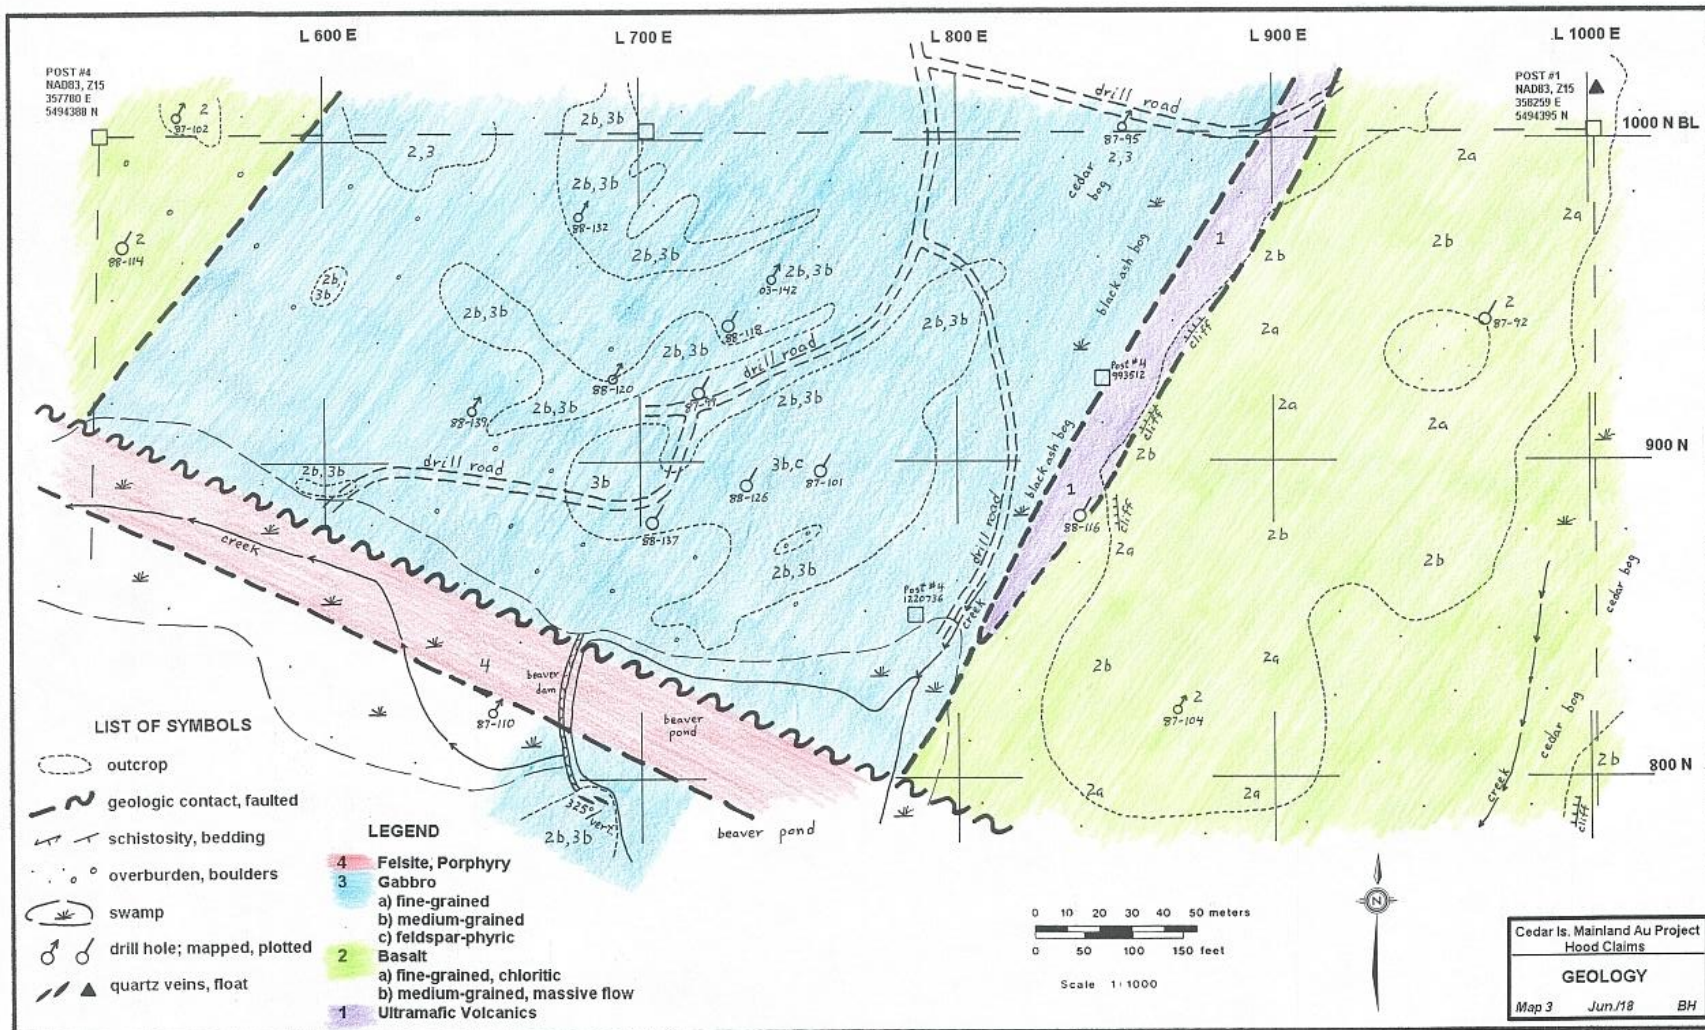 L 600 E
L 700 E
L 800 E
L 900 E
L 1000 E
POST #4
NAD83, Z15
357780 E
5494388 N
POST #1
NAD83, Z15
358259 E
5494395 N
2
87-102
2b, 3b
drill road
87-95
2,3
1000 N BL
2,3
cedar
bog
2a
2b, 3b
2a
88-132
2
88-114
2b, 3b
black ash bog
1
2b
2b
2b,
3b
2b, 3b
03-142
2b, 3b
88-118
2b, 3b
2
87-92
2a
cliff
2b, 3b
drill road
88-120
Post #4
993512
87-99
2b, 3b
2b, 3b
88-139
2a
2a
cliff
900 N
2b, 3b
drill road
3b
3b,c
88-126
87-101
black ash bog
2b
1
88-116
cliff
88-137
2a
2b
2b
creek
drill road
2b, 3b
Post #4
1220736
creek
cedar bog
4
beaver
dam
2b
2a
87-110
beaver
pond
2
87-104
cedar bog
2b
800 N
creek
cliff
2a
2a
325°/vert.
2b, 3b
beaver pond
LIST OF SYMBOLS
outcrop
geologic contact, faulted
schistosity, bedding
overburden, boulders
swamp
drill hole; mapped, plotted
quartz veins, float
LEGEND
4 Felsite, Porphyry
3 Gabbro
a) fine-grained
b) medium-grained
c) feldspar-phyric
2 Basalt
a) fine-grained, chloritic
b) medium-grained, massive flow
1 Ultramafic Volcanics
0 10 20 30 40 50 meters
0 50 100 150 feet
Scale 1:1000
N
Cedar Is. Mainland Au Project
Hood Claims
GEOLOGY
Map 3 Jun./18 BH